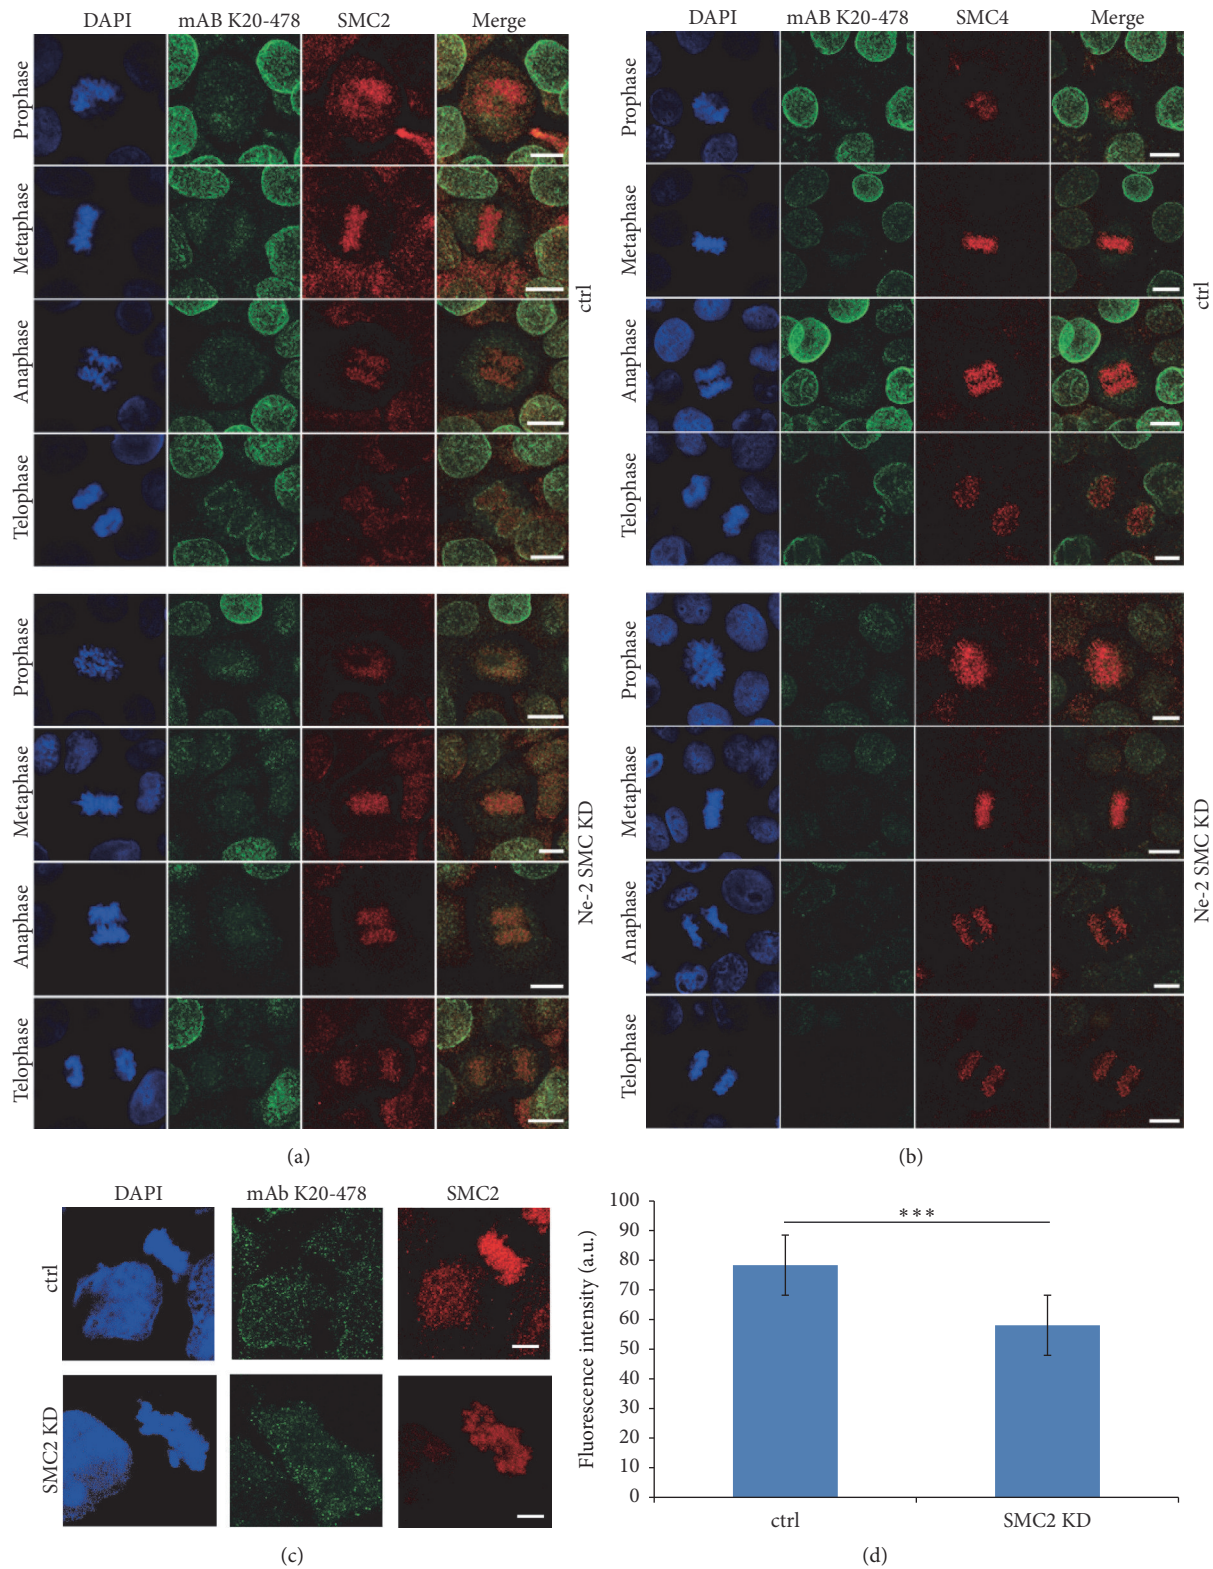 DAPI mAB K20-478 SMC2 Merge
Prophase
Metaphase
Anaphase
Telophase
ctrl
Prophase
Metaphase
Anaphase
Telophase
Ne-2 SMC KD
(a)
DAPI mAB K20-478 SMC4 Merge
Prophase
Metaphase
Anaphase
Telophase
ctrl
Prophase
Metaphase
Anaphase
Telophase
Ne-2 SMC KD
(b)
DAPI mAb K20-478 SMC2
ctrl
SMC2 KD
(c)
Fluorescence intensity (a.u.)
100
90
80
70
60
50
40
30
20
10
0
***
ctrl SMC2 KD
(d)